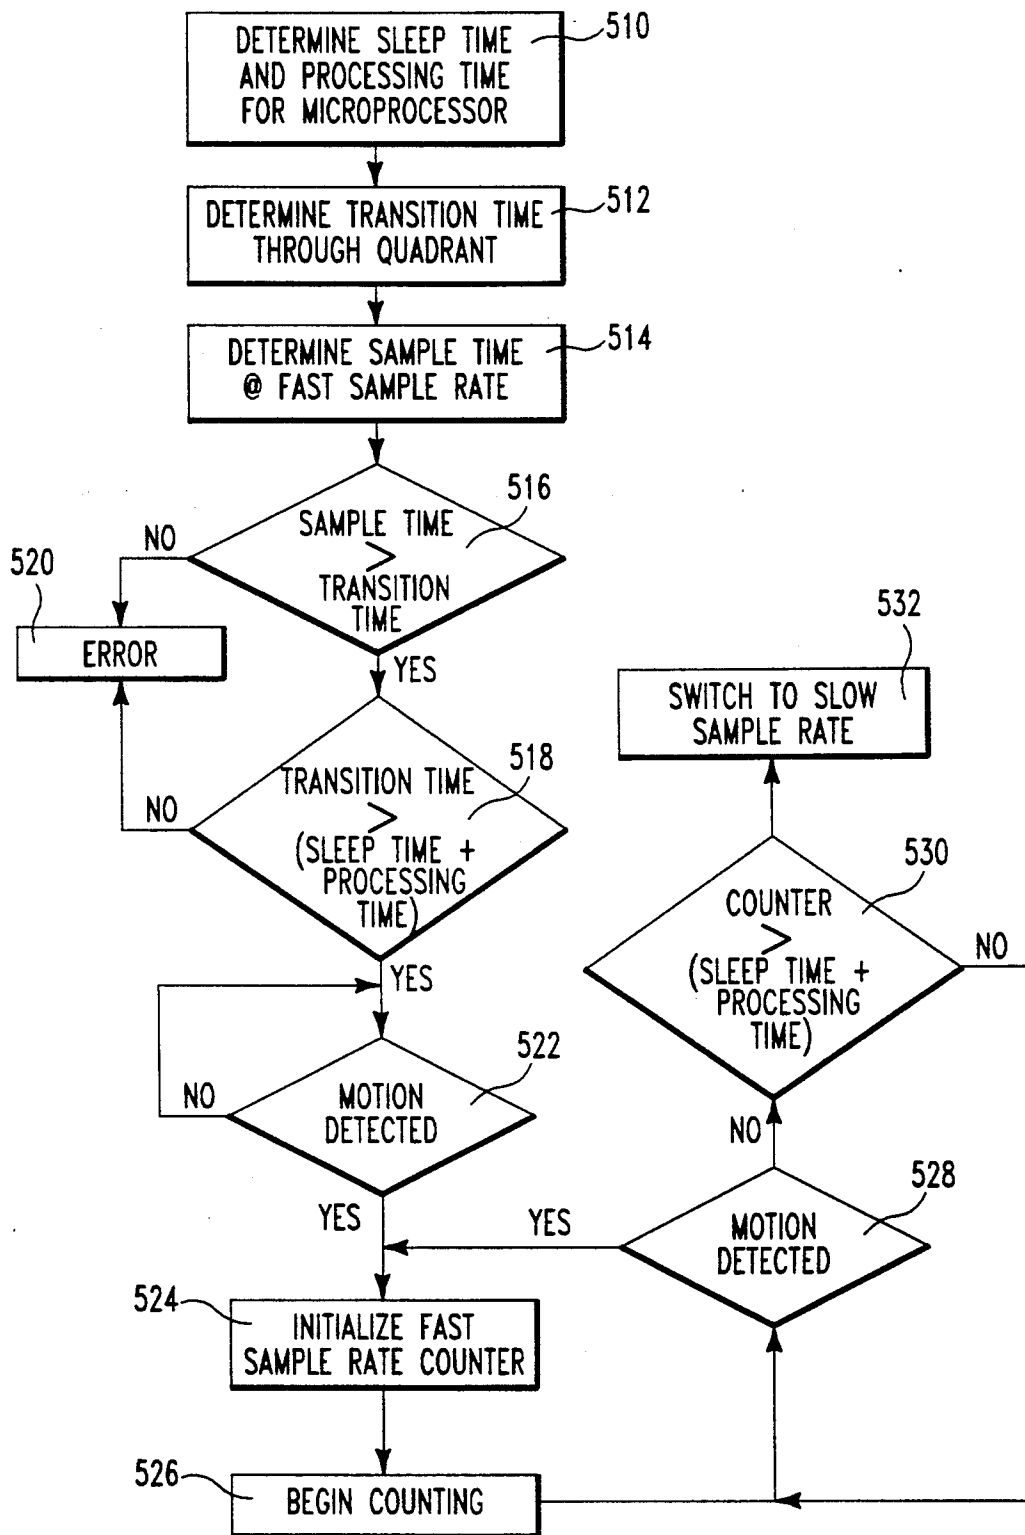 DETERMINE SLEEP TIME
AND PROCESSING TIME
FOR MICROPROCESSOR
510
DETERMINE TRANSITION TIME
THROUGH QUADRANT
512
DETERMINE SAMPLE TIME
@ FAST SAMPLE RATE
514
SAMPLE TIME
>
TRANSITION
TIME
516
NO
YES
520
ERROR
TRANSITION TIME
>
(SLEEP TIME +
PROCESSING
TIME)
518
NO
YES
MOTION
DETECTED
522
NO
YES
524
INITIALIZE FAST
SAMPLE RATE COUNTER
526
BEGIN COUNTING
MOTION
DETECTED
528
YES
NO
COUNTER
>
(SLEEP TIME +
PROCESSING
TIME)
530
NO
532
SWITCH TO SLOW
SAMPLE RATE